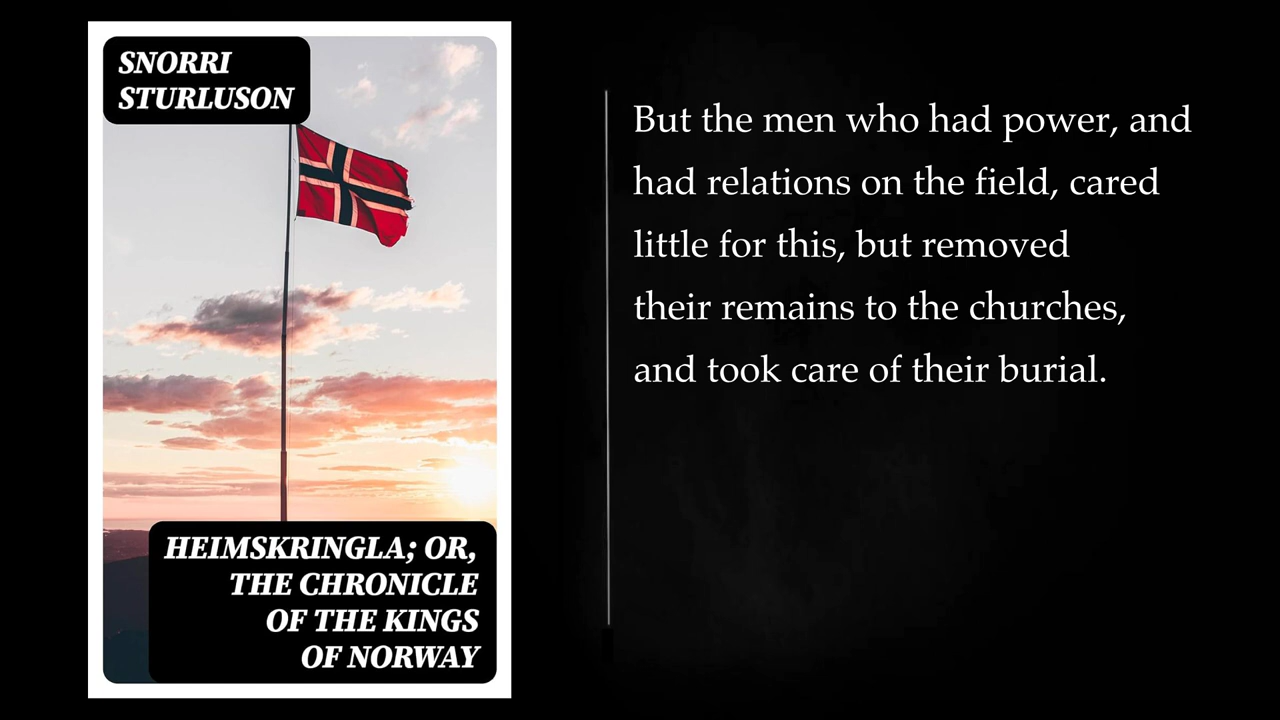 SNORRI
STURLUSON
HEIMSKRINGLA; OR,
THE CHRONICLE
OF THE KINGS
OF NORWAY
But the men who had power, and
had relations on the field, cared
little for this, but removed
their remains to the churches,
and took care of their burial.